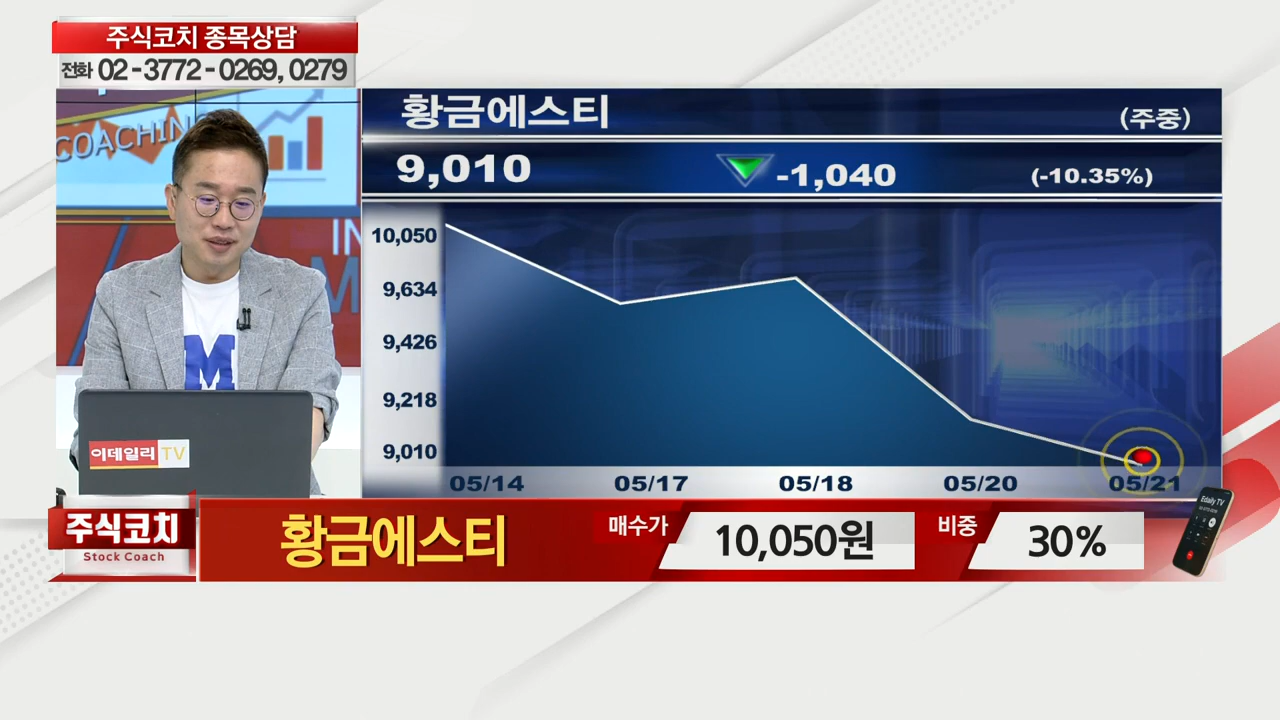 주식코치 종목상담
전화 02-3772-0269, 0279
COACHING
IN
M
M
이데일리TV
황금에스티
(주중)
9,010
-1,040
(-10.35%)
10,050
9,634
9,426
9,218
9,010
05/14
05/17
05/18
05/20
05/21
주식코치
Stock Coach
황금에스티
매수가
10,050원
비중
30%
Edaily TV